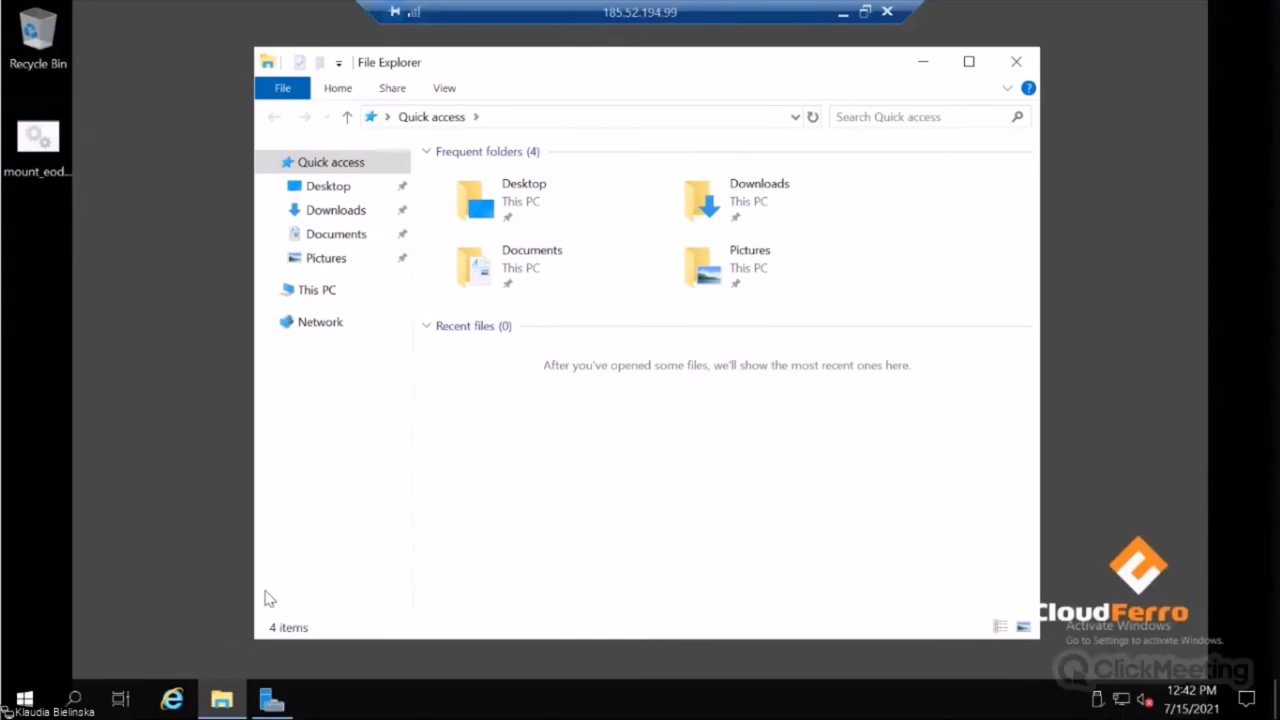 185.52.194.99
Recycle Bin
mount_eod...
File Explorer
File Home Share View
Quick access
Search Quick access
Quick access
Desktop
Downloads
Documents
Pictures
This PC
Network
Frequent folders (4)
Desktop
This PC
Downloads
This PC
Documents
This PC
Pictures
This PC
Recent files (0)
After you've opened some files, we'll show the most recent ones here.
4 items
CloudFerro
Activate Windows
Go to Settings to activate Windows.
ClickMeeting
12:42 PM
7/15/2021
Klaudia Bielinska